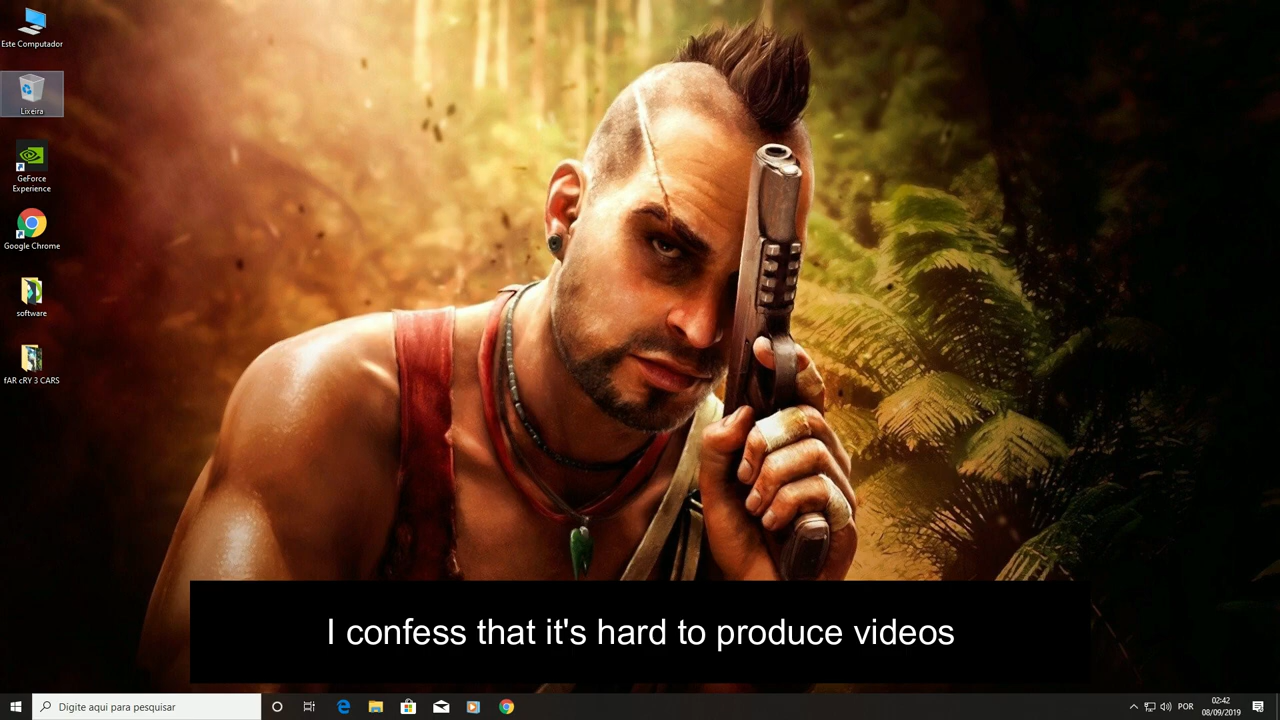 Este Computador
Lixeira
GeForce
Experience
Google Chrome
software
fAR cRY 3 CARS
I confess that it's hard to produce videos
Digite aqui para pesquisar
POR
02:42
08/09/2019